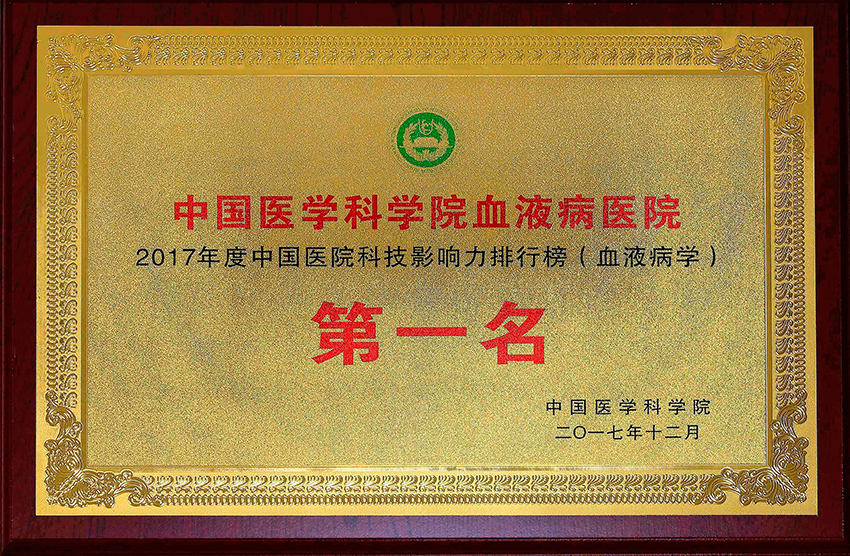 中国医学科学院血液病医院
2017年度中国医院科技影响力排行榜（血液病学）
第一名
中国医学科学院
二〇一七年十二月